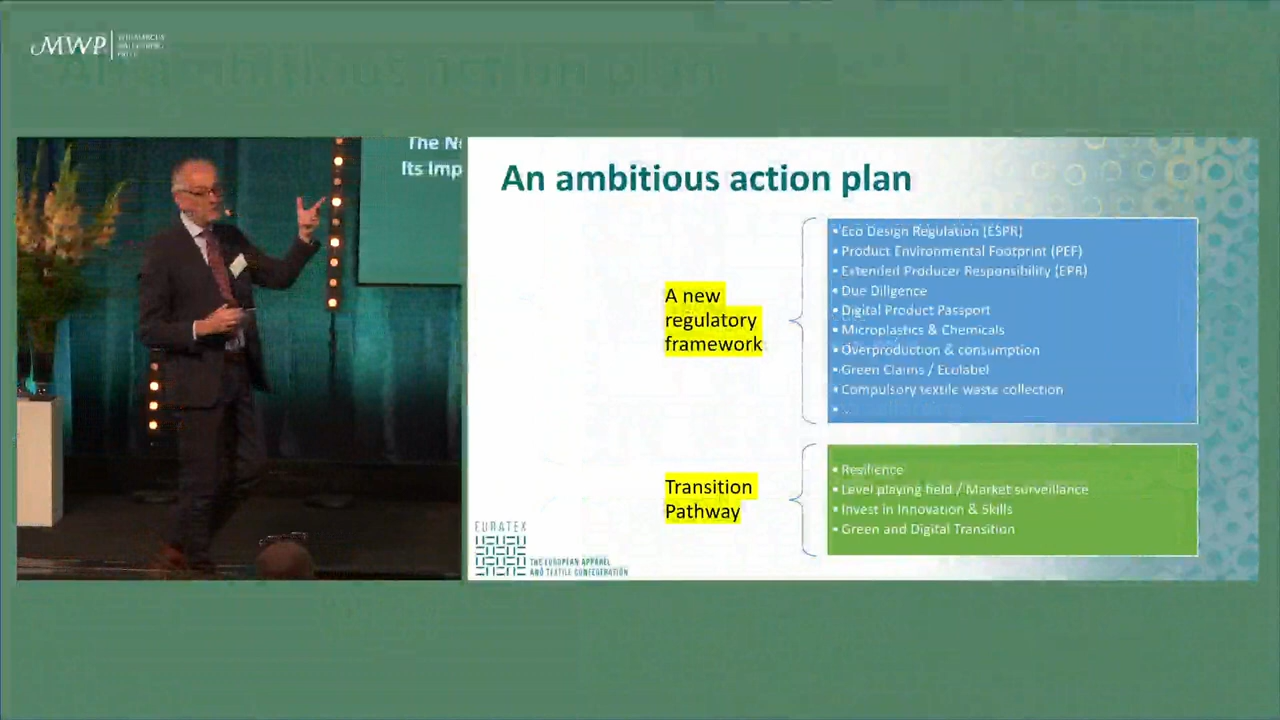 MWP
The N
Its Imp
An ambitious action plan
A new
regulatory
framework
• Eco Design Regulation (ESPR)
• Product Environmental Footprint (PEF)
• Extended Producer Responsibility (EPR)
• Due Diligence
• Digital Product Passport
• Microplastics & Chemicals
• Overproduction & consumption
• Green Claims / Ecolabel
• Compulsory textile waste collection
• ...
Transition
Pathway
• Resilience
• Level playing field / Market surveillance
• Invest in Innovation & Skills
• Green and Digital Transition
EURATEX
THE EUROPEAN APPAREL
AND TEXTILE CONFEDERATION